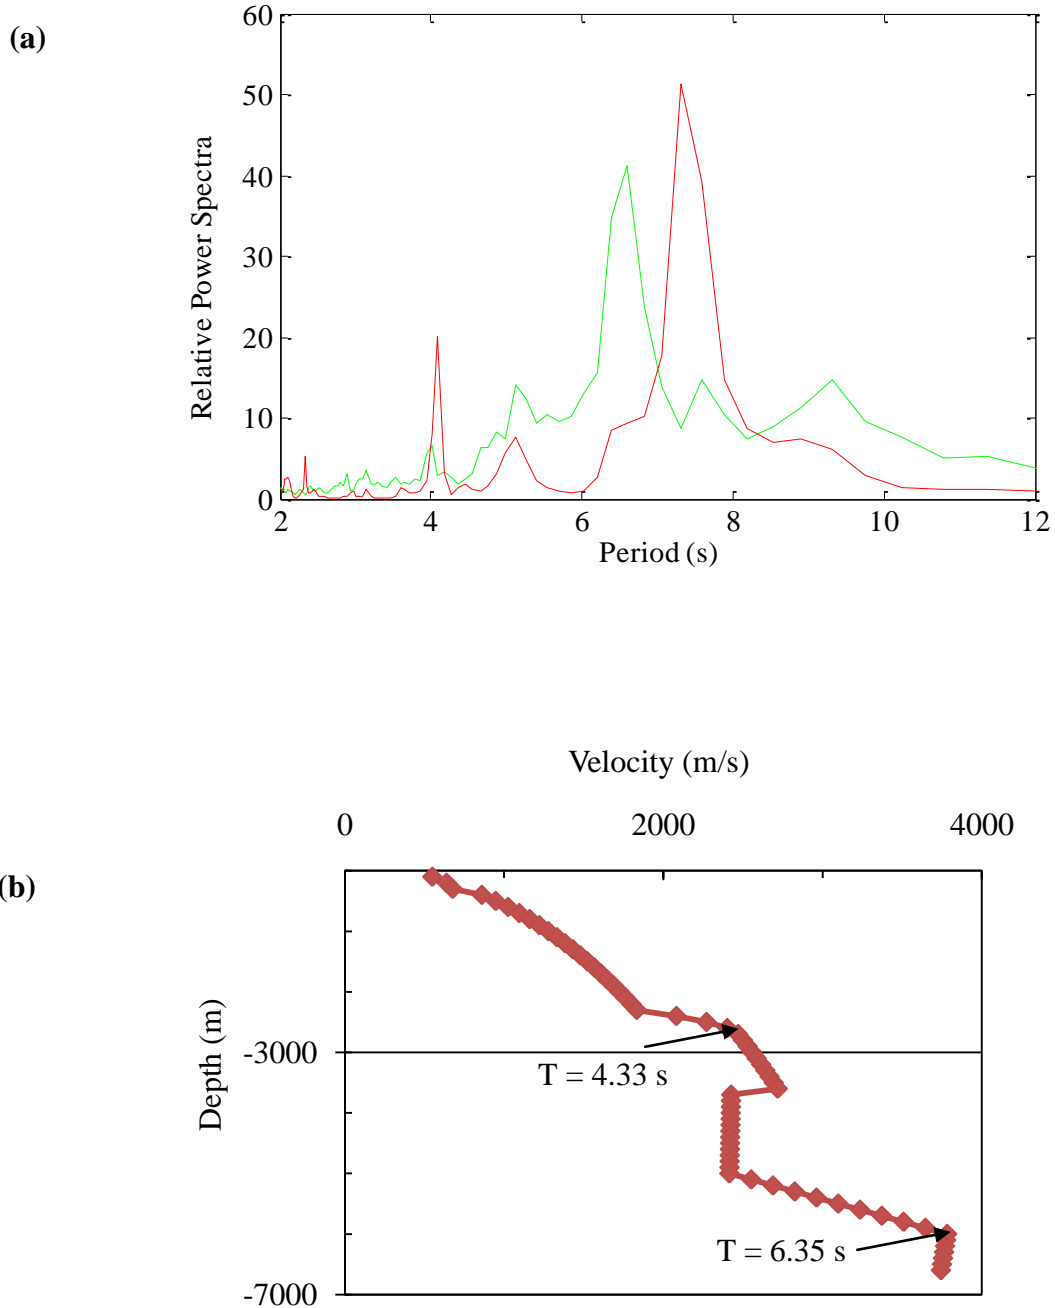 (a)
60
50
40
30
20
10
0
Relative Power Spectra
2 4 6 8 10 12
Period (s)
Velocity (m/s)
0 2000 4000
(b)
Depth (m)
-3000
T = 4.33 s
T = 6.35 s
-7000